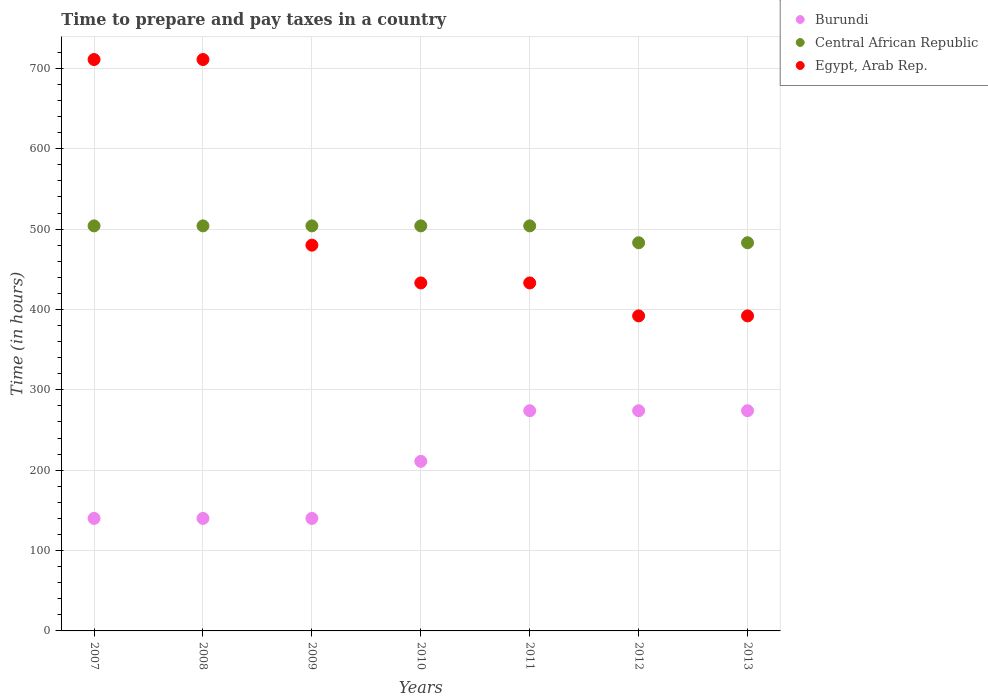 Time to prepare and pay taxes in a country
Burundi
Central African Republic
Egypt, Arab Rep.
Time (in hours)
700
600
500
400
300
200
100
0
2007
2008
2009
2010
2011
2012
2013
Years